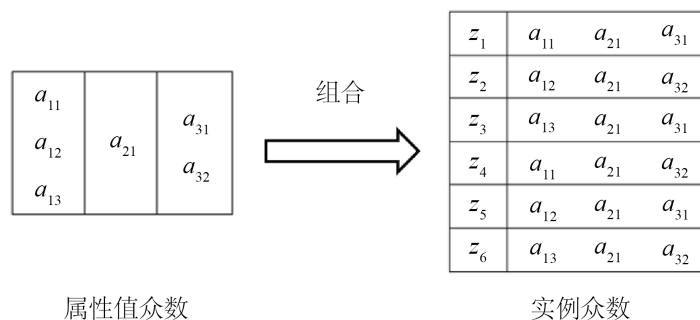 a₁₁
a₁₂
a₁₃
a₂₁
a₃₁
a₃₂
组合
z₁ a₁₁ a₂₁ a₃₁
z₂ a₁₂ a₂₁ a₃₂
z₃ a₁₃ a₂₁ a₃₁
z₄ a₁₁ a₂₁ a₃₂
z₅ a₁₂ a₂₁ a₃₁
z₆ a₁₃ a₂₁ a₃₂
属性值众数
实例众数